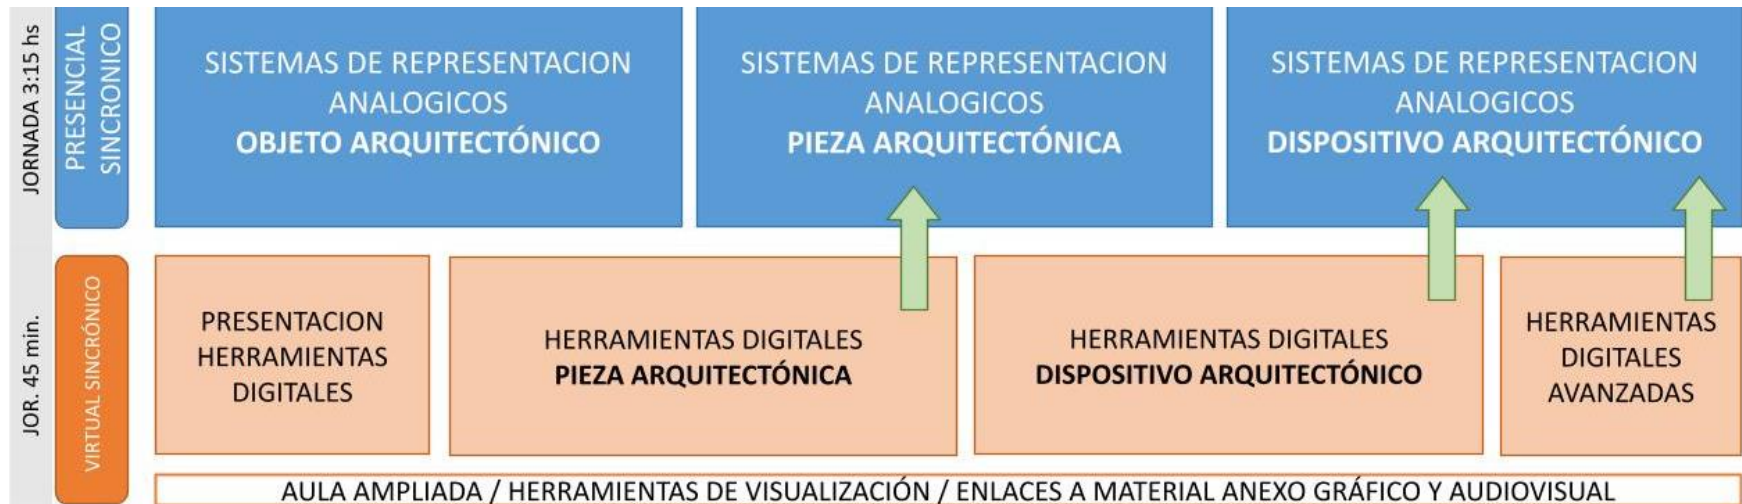 JORNADA 3:15 hs
PRESENCIAL
SINCRONICO
SISTEMAS DE REPRESENTACION
ANALOGICOS
OBJETO ARQUITECTÓNICO
SISTEMAS DE REPRESENTACION
ANALOGICOS
PIEZA ARQUITECTÓNICA
SISTEMAS DE REPRESENTACION
ANALOGICOS
DISPOSITIVO ARQUITECTÓNICO
JOR. 45 min.
VIRTUAL SINCRÓNICO
PRESENTACION
HERRAMIENTAS
DIGITALES
HERRAMIENTAS DIGITALES
PIEZA ARQUITECTÓNICA
HERRAMIENTAS DIGITALES
DISPOSITIVO ARQUITECTÓNICO
HERRAMIENTAS
DIGITALES
AVANZADAS
AULA AMPLIADA / HERRAMIENTAS DE VISUALIZACIÓN / ENLACES A MATERIAL ANEXO GRÁFICO Y AUDIOVISUAL